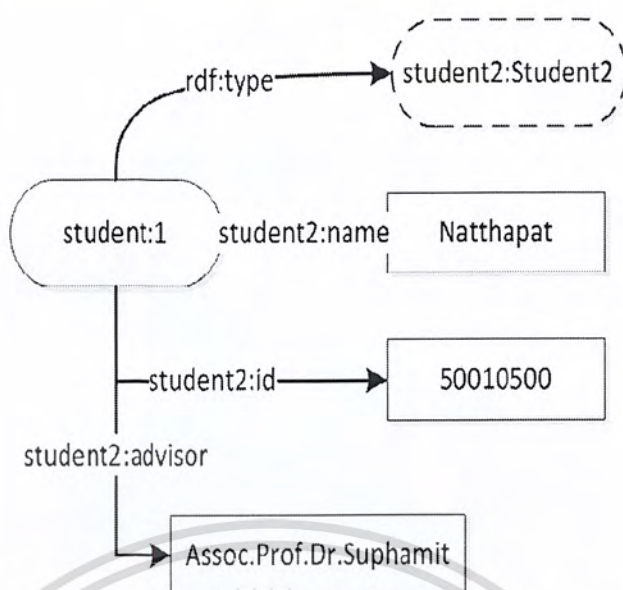 rdf:type
student2:Student2
student:1
student2:name
Natthapat
student2:id
50010500
student2:advisor
Assoc.Prof.Dr.Suphamit